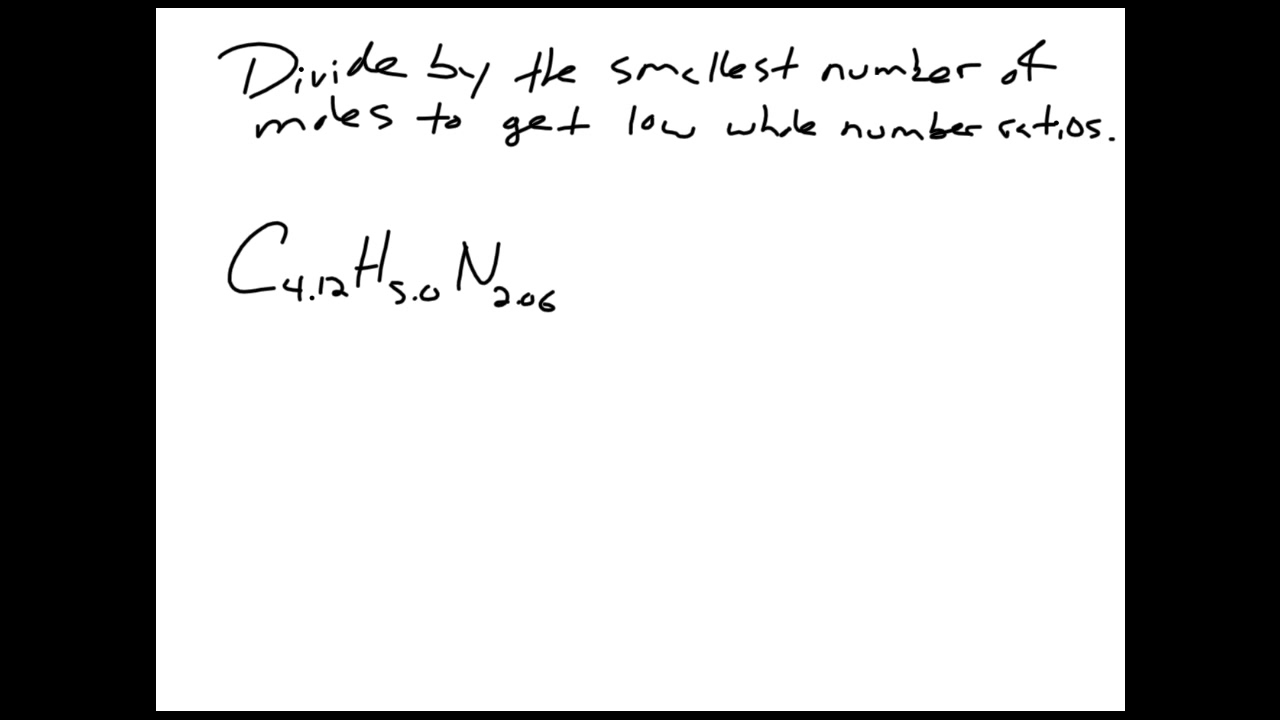 Divide by the smallest number of
moles to get low whole number ratios.
C4.12H5.0N2.06